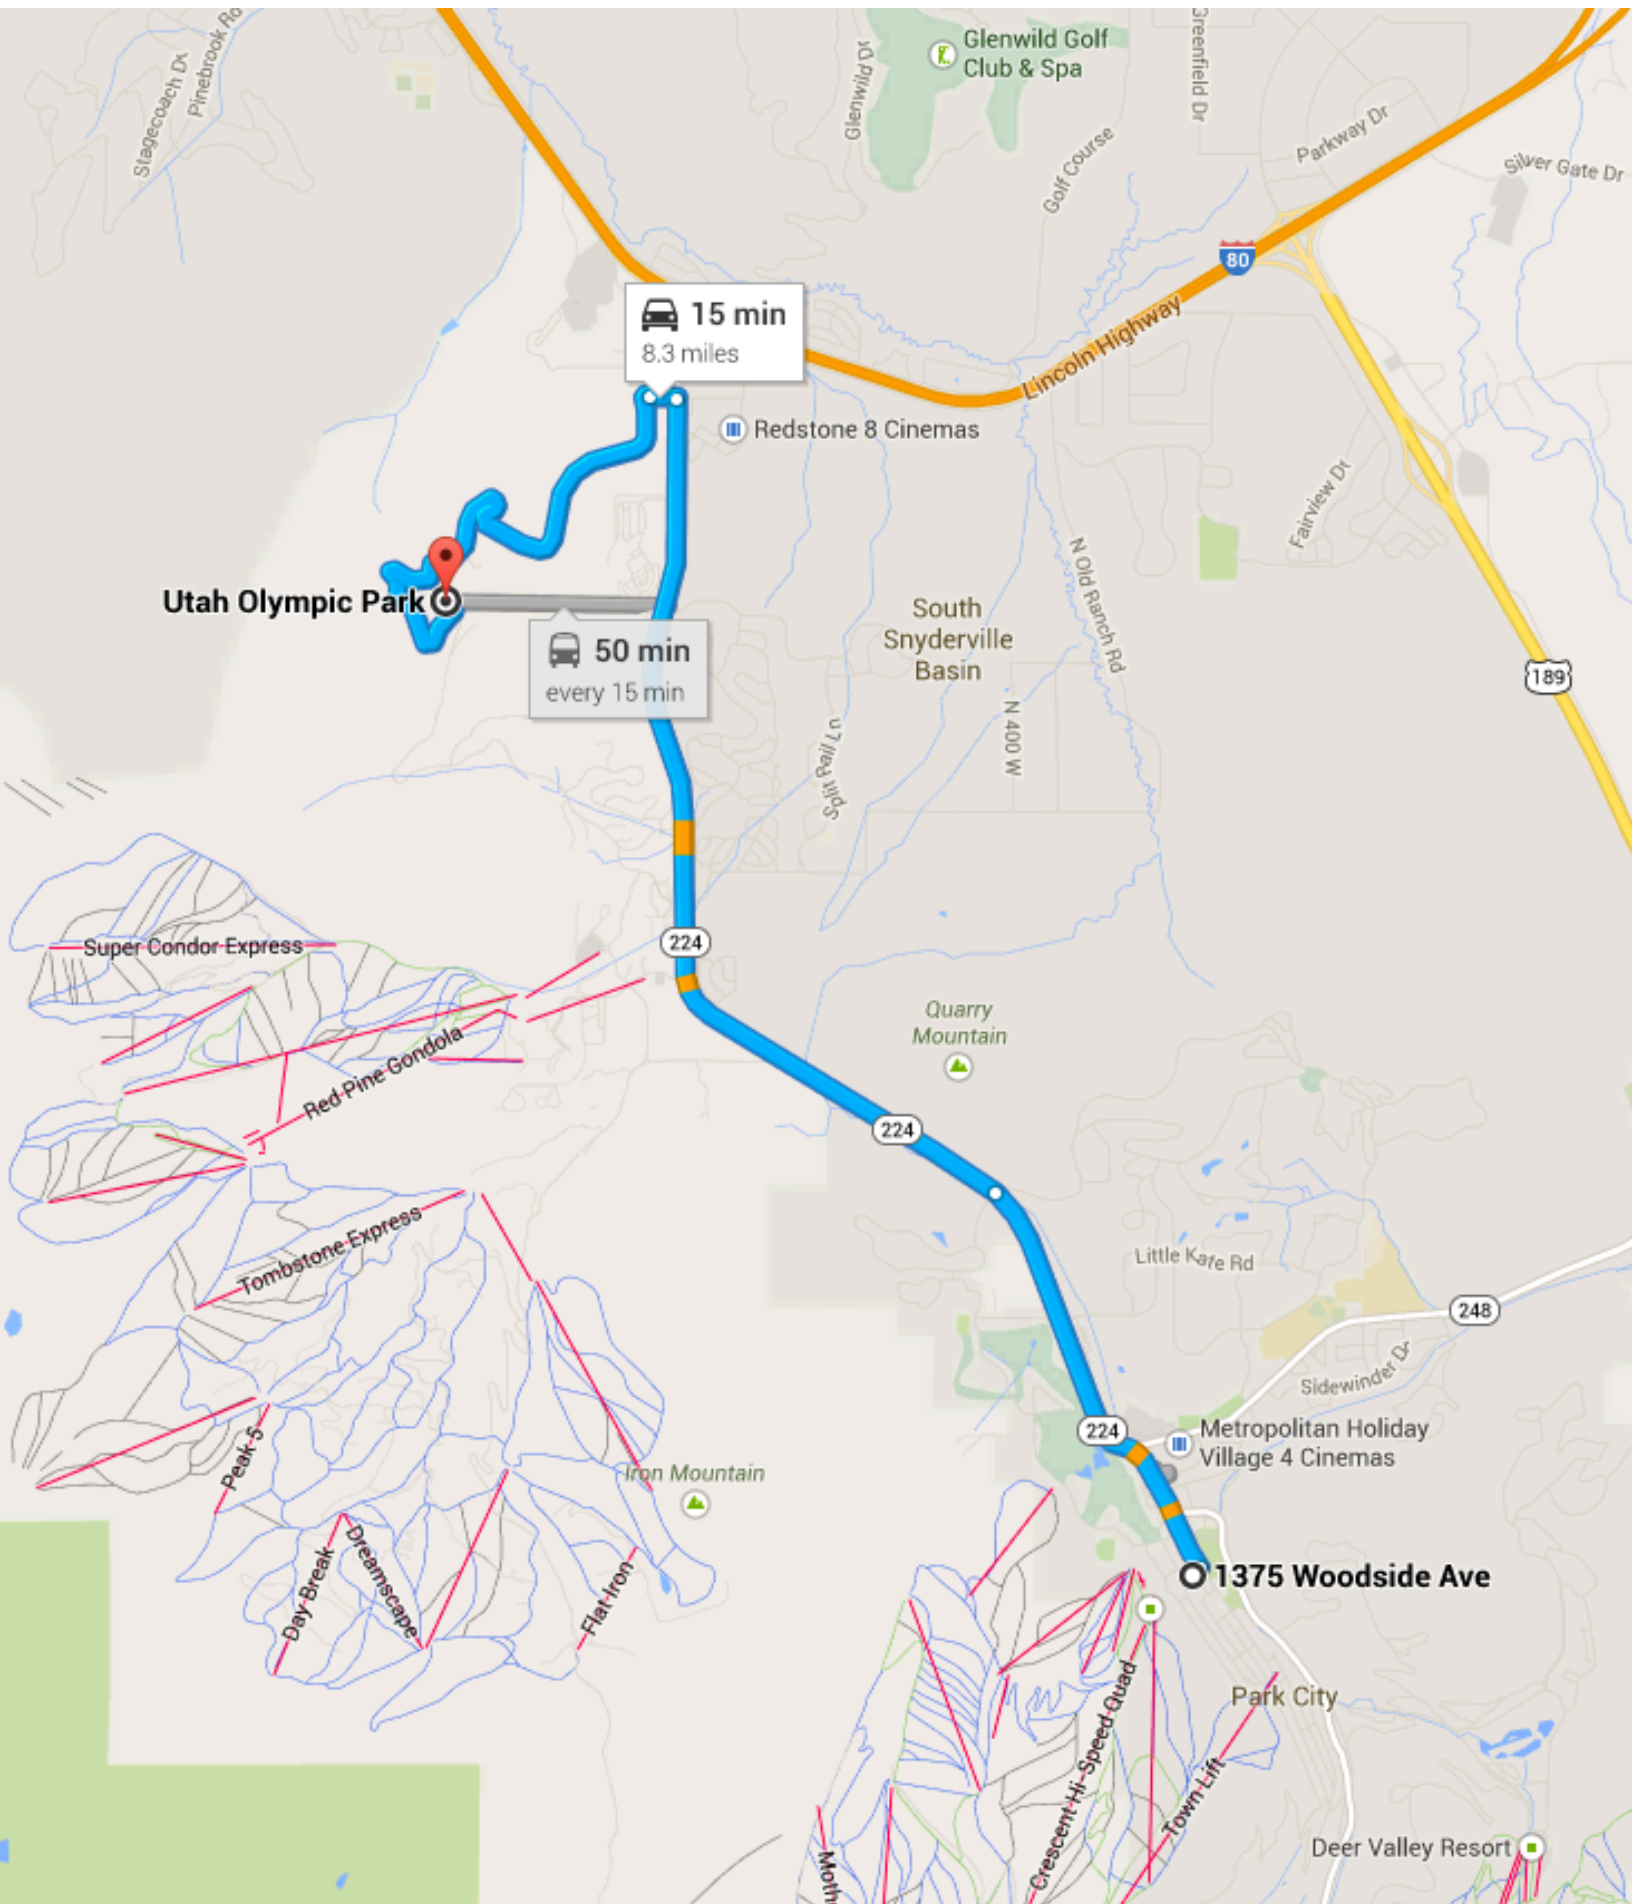 Stagecoach Dr
Pinebrook Rd
Glenwild Dr
Glenwild Golf
Club & Spa
Greenfield Dr
Golf Course
Parkway Dr
Silver Gate Dr
80
Lincoln Highway
15 min
8.3 miles
Redstone 8 Cinemas
Fairview Dr
N Old Ranch Rd
Utah Olympic Park
50 min
every 15 min
South
Snyderville
Basin
189
N 400 W
Split Rail Ln
Super Condor Express
224
Quarry
Mountain
Red Pine Gondola
224
Tombstone Express
Little Kate Rd
248
Sidewinder Dr
224
Metropolitan Holiday
Village 4 Cinemas
Peak 5
Iron Mountain
Day Break
Dreamscape
Flat Iron
1375 Woodside Ave
Park City
Crescent Hi-Speed Quad
Town Lift
Moth
Deer Valley Resort